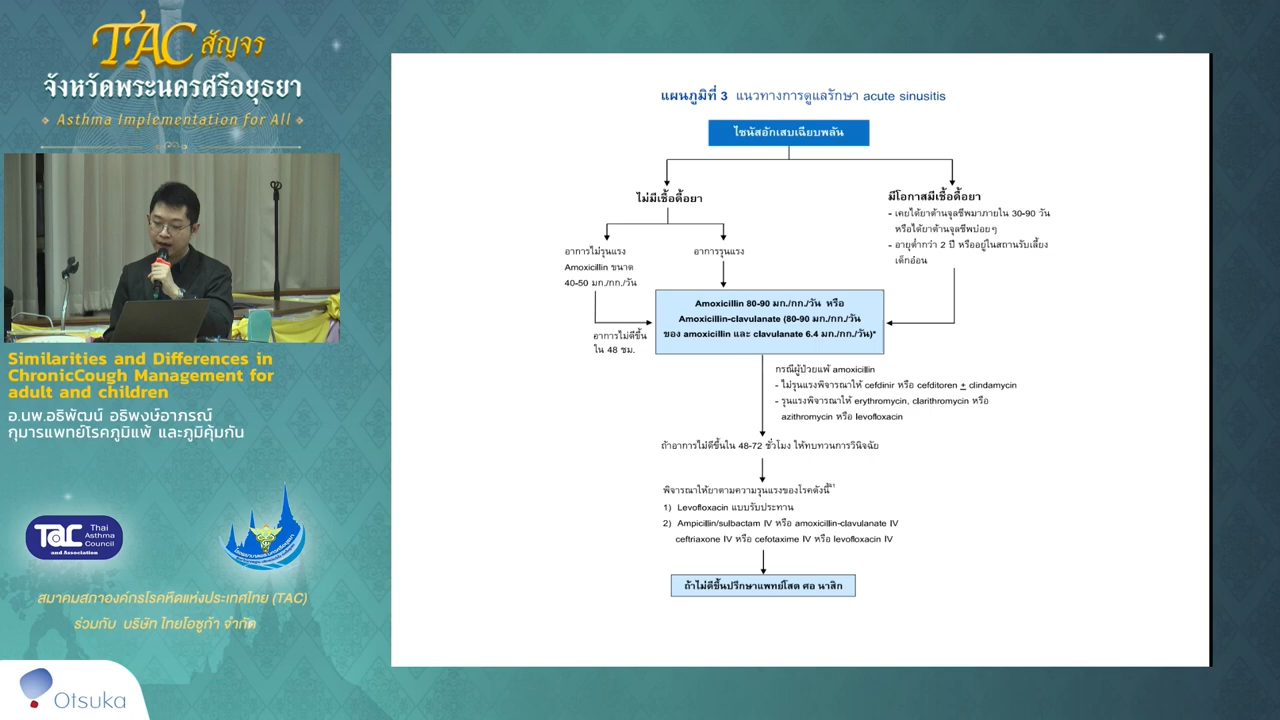 TAC สัญจร
จังหวัดพระนครศรีอยุธยา
Asthma Implementation for All
Similarities and Differences in
ChronicCough Management for
adult and children
อ.นพ.อธิพัฒน์ อธิพงษ์อาภรณ์
กุมารแพทย์โรคภูมิแพ้ และภูมิคุ้มกัน
TAC
Thai
Asthma
Council
and Association
สมาคมสภาองค์กรโรคหืดแห่งประเทศไทย (TAC)
ร่วมกับ บริษัท ไทยโอซูก้า จำกัด
Otsuka
แผนภูมิที่ 3 แนวทางการดูแลรักษา acute sinusitis
ไซนัสอักเสบเฉียบพลัน
ไม่มีเชื้อดื้อยา
อาการไม่รุนแรง
Amoxicillin ขนาด
40-50 มก./กก./วัน
อาการรุนแรง
มีโอกาสมีเชื้อดื้อยา
- เคยได้ยาต้านจุลชีพมาภายใน 30-90 วัน
หรือได้ยาต้านจุลชีพบ่อยๆ
- อายุต่ำกว่า 2 ปี หรืออยู่ในสถานรับเลี้ยง
เด็กอ่อน
อาการไม่ดีขึ้น
ใน 48 ชม.
Amoxicillin 80-90 มก./กก./วัน หรือ
Amoxicillin-clavulanate (80-90 มก./กก./วัน
ของ amoxicillin และ clavulanate 6.4 มก./กก./วัน)*
กรณีผู้ป่วยแพ้ amoxicillin
- ไม่รุนแรงพิจารณาให้ cefdinir หรือ cefditoren ± clindamycin
- รุนแรงพิจารณาให้ erythromycin, clarithromycin หรือ
azithromycin หรือ levofloxacin
ถ้าอาการไม่ดีขึ้นใน 48-72 ชั่วโมง ให้ทบทวนการวินิจฉัย
พิจารณาให้ยาตามความรุนแรงของโรคดังนี้
1) Levofloxacin แบบรับประทาน
2) Ampicillin/sulbactam IV หรือ amoxicillin-clavulanate IV
ceftriaxone IV หรือ cefotaxime IV หรือ levofloxacin IV
ถ้าไม่ดีขึ้นปรึกษาแพทย์โสต ศอ นาสิก